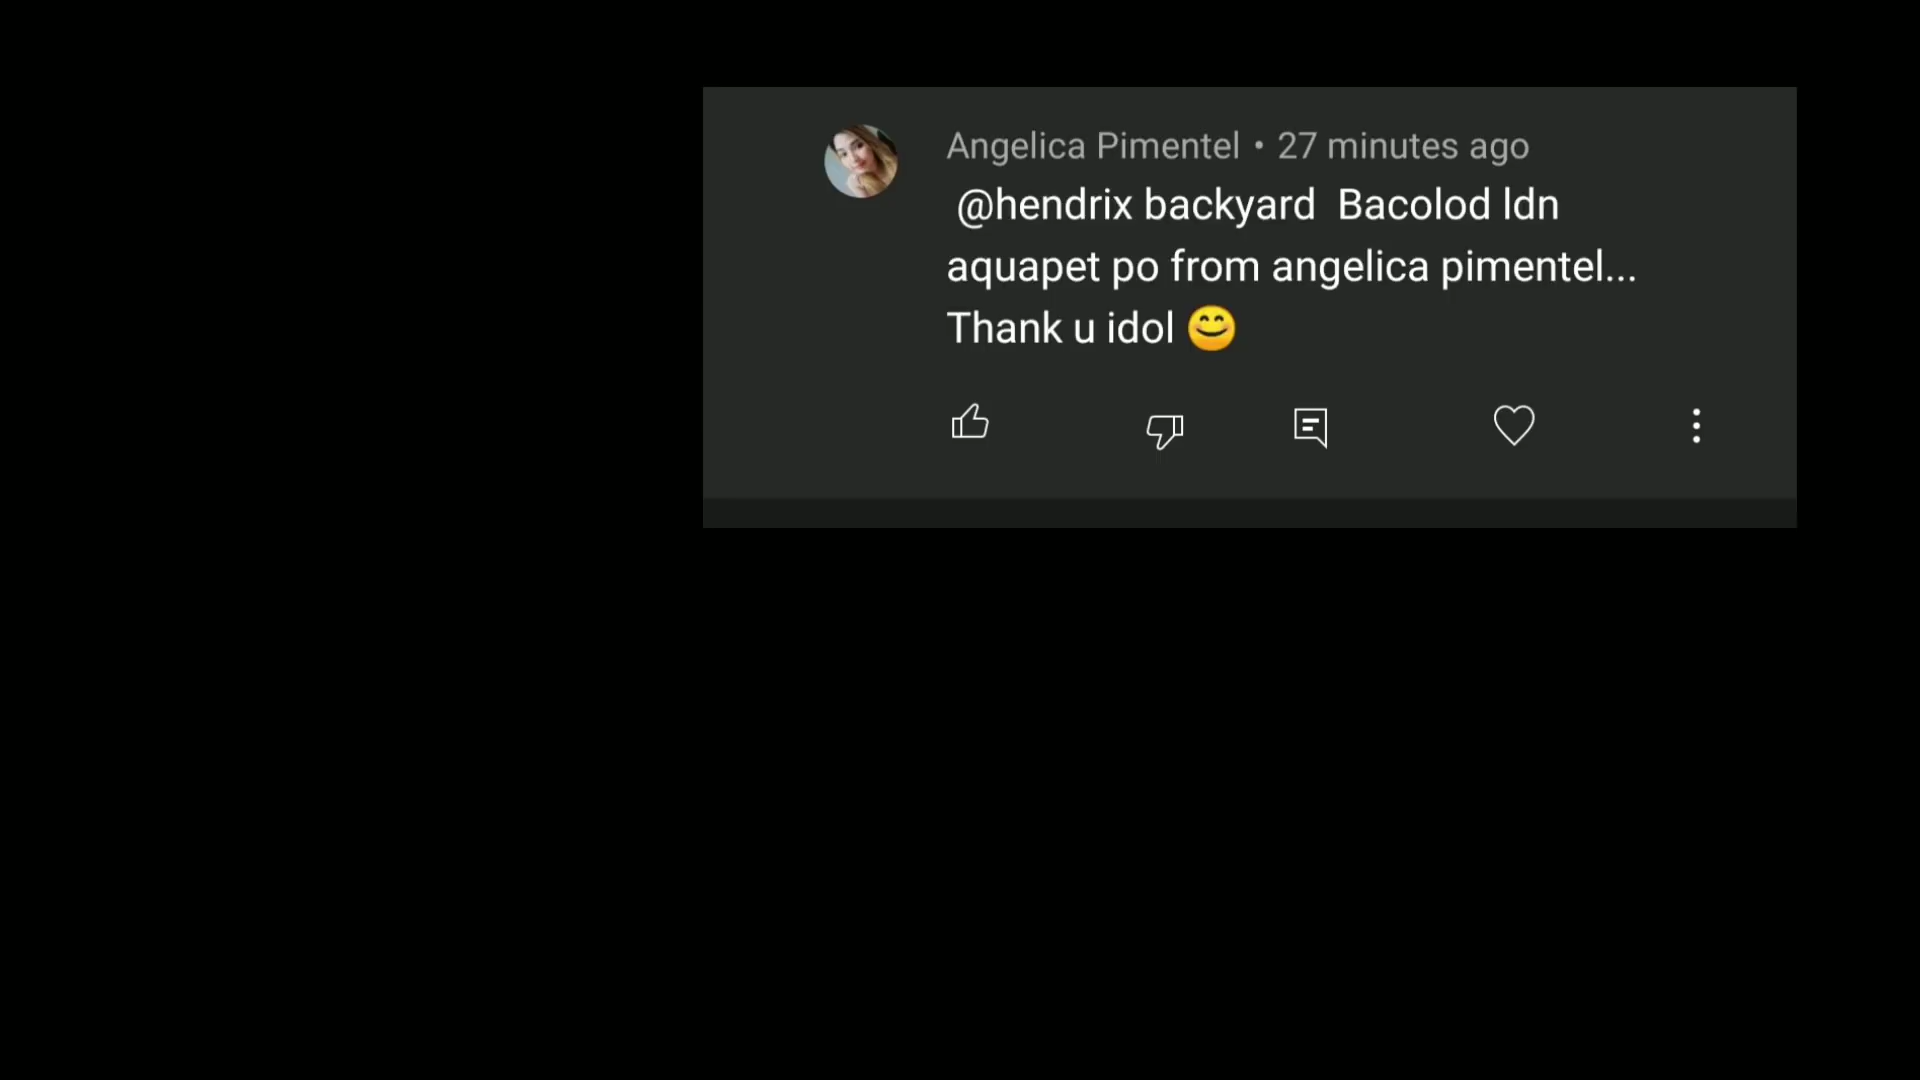 Angelica Pimentel • 27 minutes ago
@hendrix backyard  Bacolod ldn
aquapet po from angelica pimentel...
Thank u idol 😊